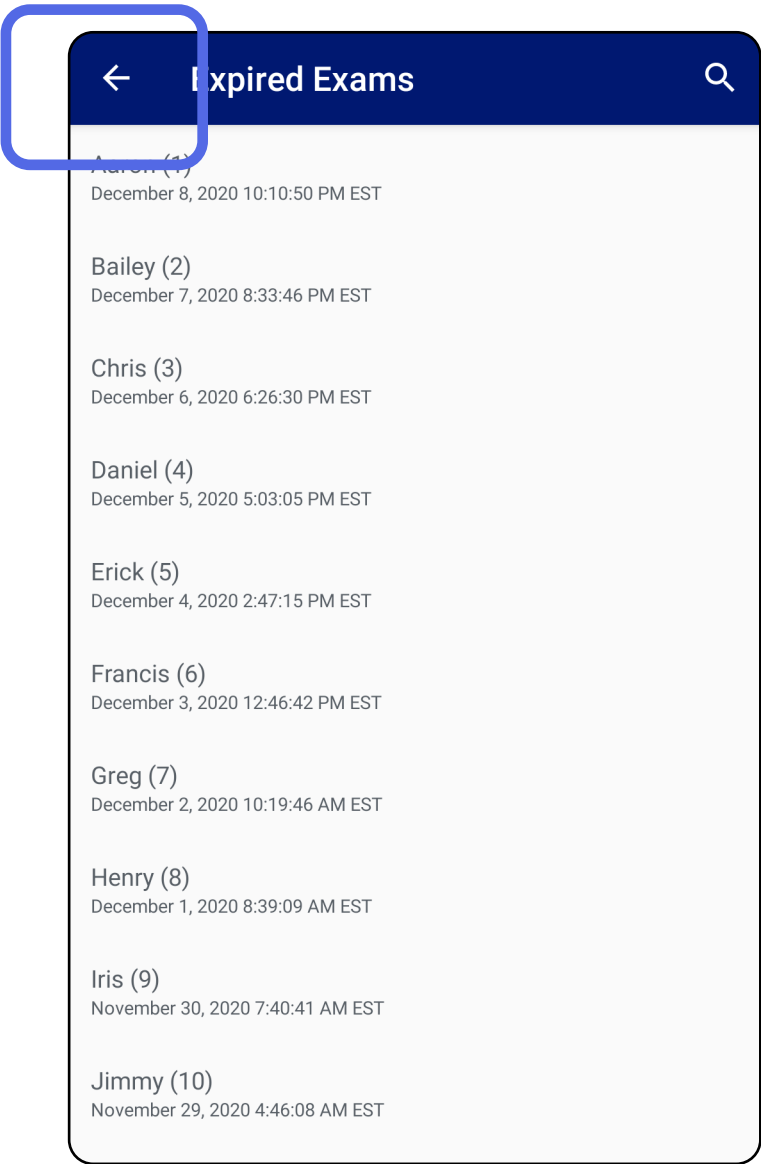 Expired Exams
Aaron (1)
December 8, 2020 10:10:50 PM EST
Bailey (2)
December 7, 2020 8:33:46 PM EST
Chris (3)
December 6, 2020 6:26:30 PM EST
Daniel (4)
December 5, 2020 5:03:05 PM EST
Erick (5)
December 4, 2020 2:47:15 PM EST
Francis (6)
December 3, 2020 12:46:42 PM EST
Greg (7)
December 2, 2020 10:19:46 AM EST
Henry (8)
December 1, 2020 8:39:09 AM EST
Iris (9)
November 30, 2020 7:40:41 AM EST
Jimmy (10)
November 29, 2020 4:46:08 AM EST